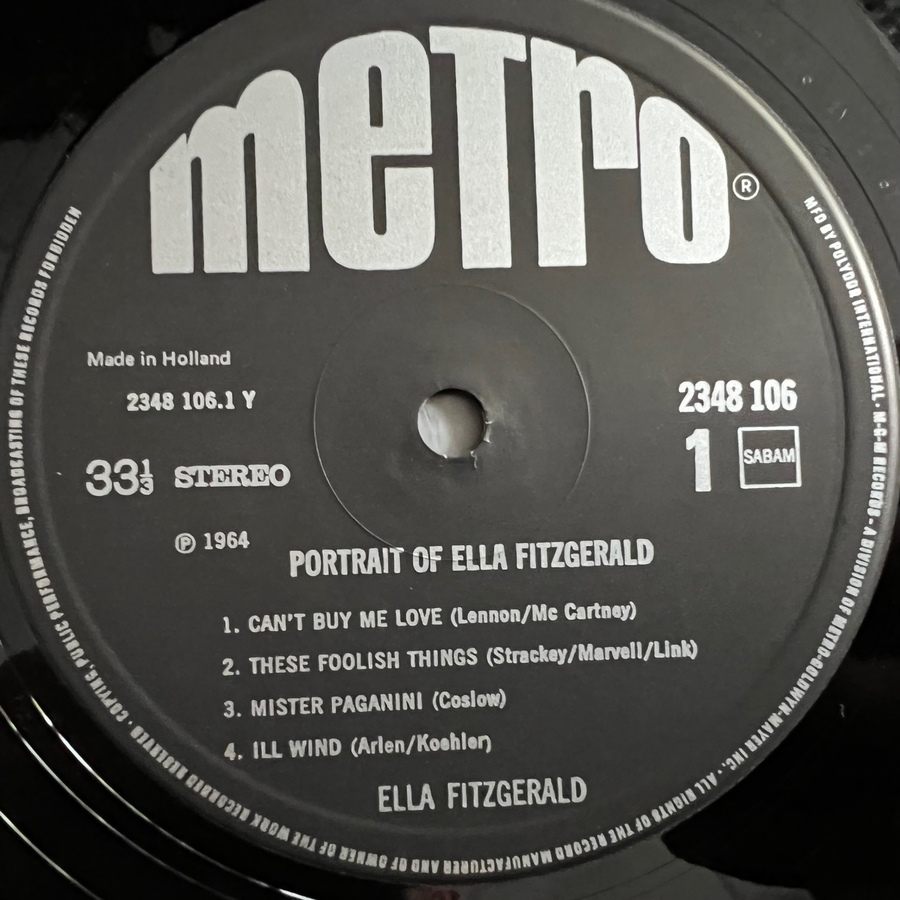 meTro
®
Made in Holland
2348 106.1 Y
2348 106
33⅓ STEREO
1
SABAM
℗ 1964
PORTRAIT OF ELLA FITZGERALD
1. CAN'T BUY ME LOVE (Lennon/Mc Cartney)
2. THESE FOOLISH THINGS (Strackey/Marvell/Link)
3. MISTER PAGANINI (Coslow)
4. ILL WIND (Arlen/Koehler)
ELLA FITZGERALD
MFD BY POLYDOR INTERNATIONAL · M-G-M RECORDS - A DIVISION OF METRO-GOLDWYN-MAYER INC. · ALL RIGHTS OF THE RECORD MANUFACTURER AND OF OWNER OF THE WORK RECORDED RESERVED · COPYING, PUBLIC PERFORMANCE, BROADCASTING OF THESE RECORDS FORBIDDEN